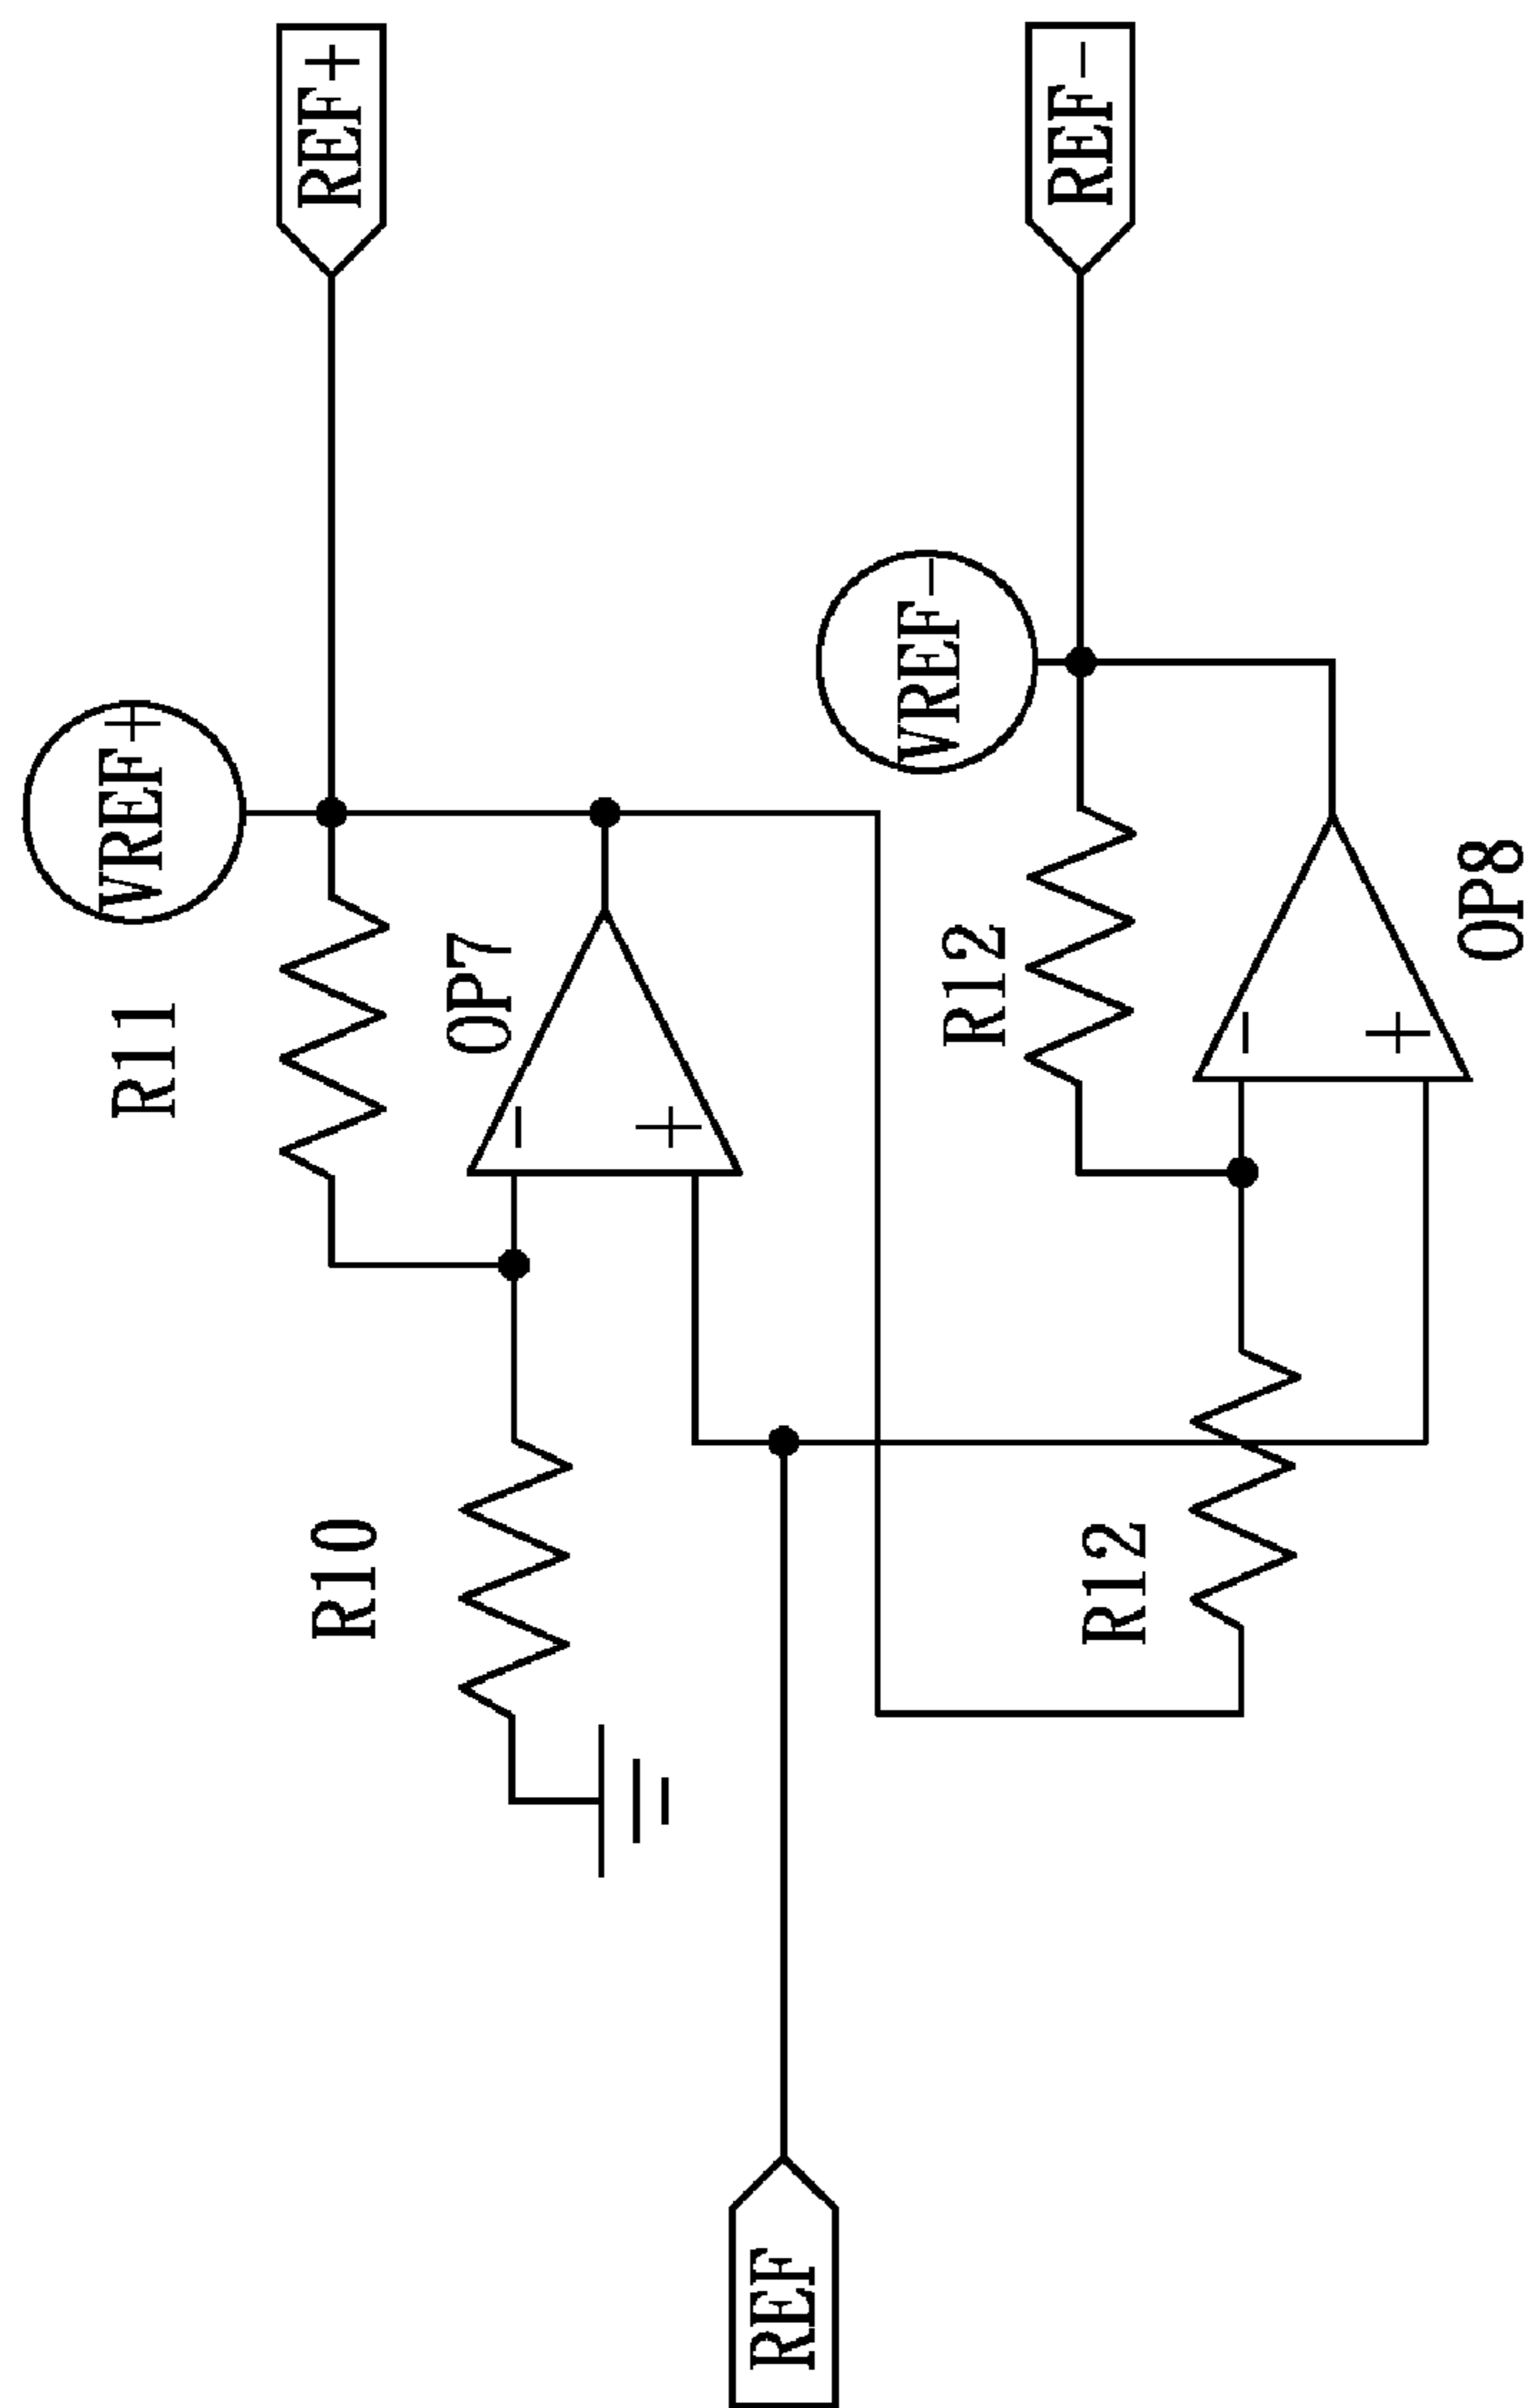 REF+
VREF+
R11
OP7
R10
REF
REF-
VREF-
R12
OP8
R12